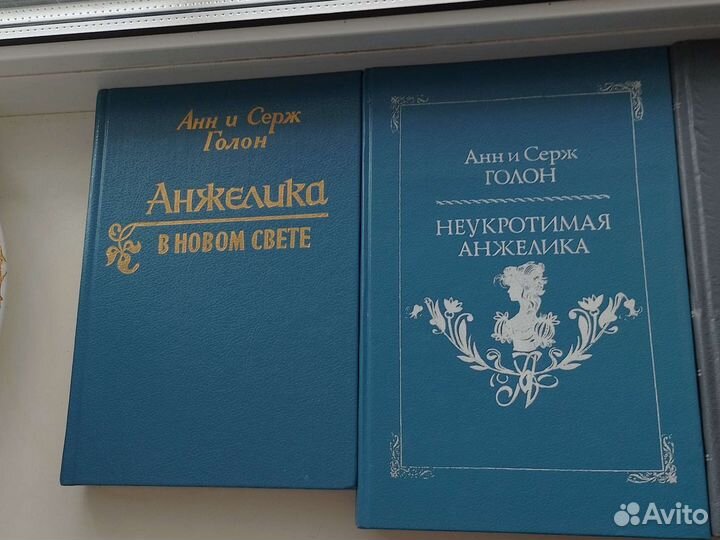 Анн и Серж
Голон
Анжелика
В НОВОМ СВЕТЕ
Анн и Серж
ГОЛОН
НЕУКРОТИМАЯ
АНЖЕЛИКА
Avito